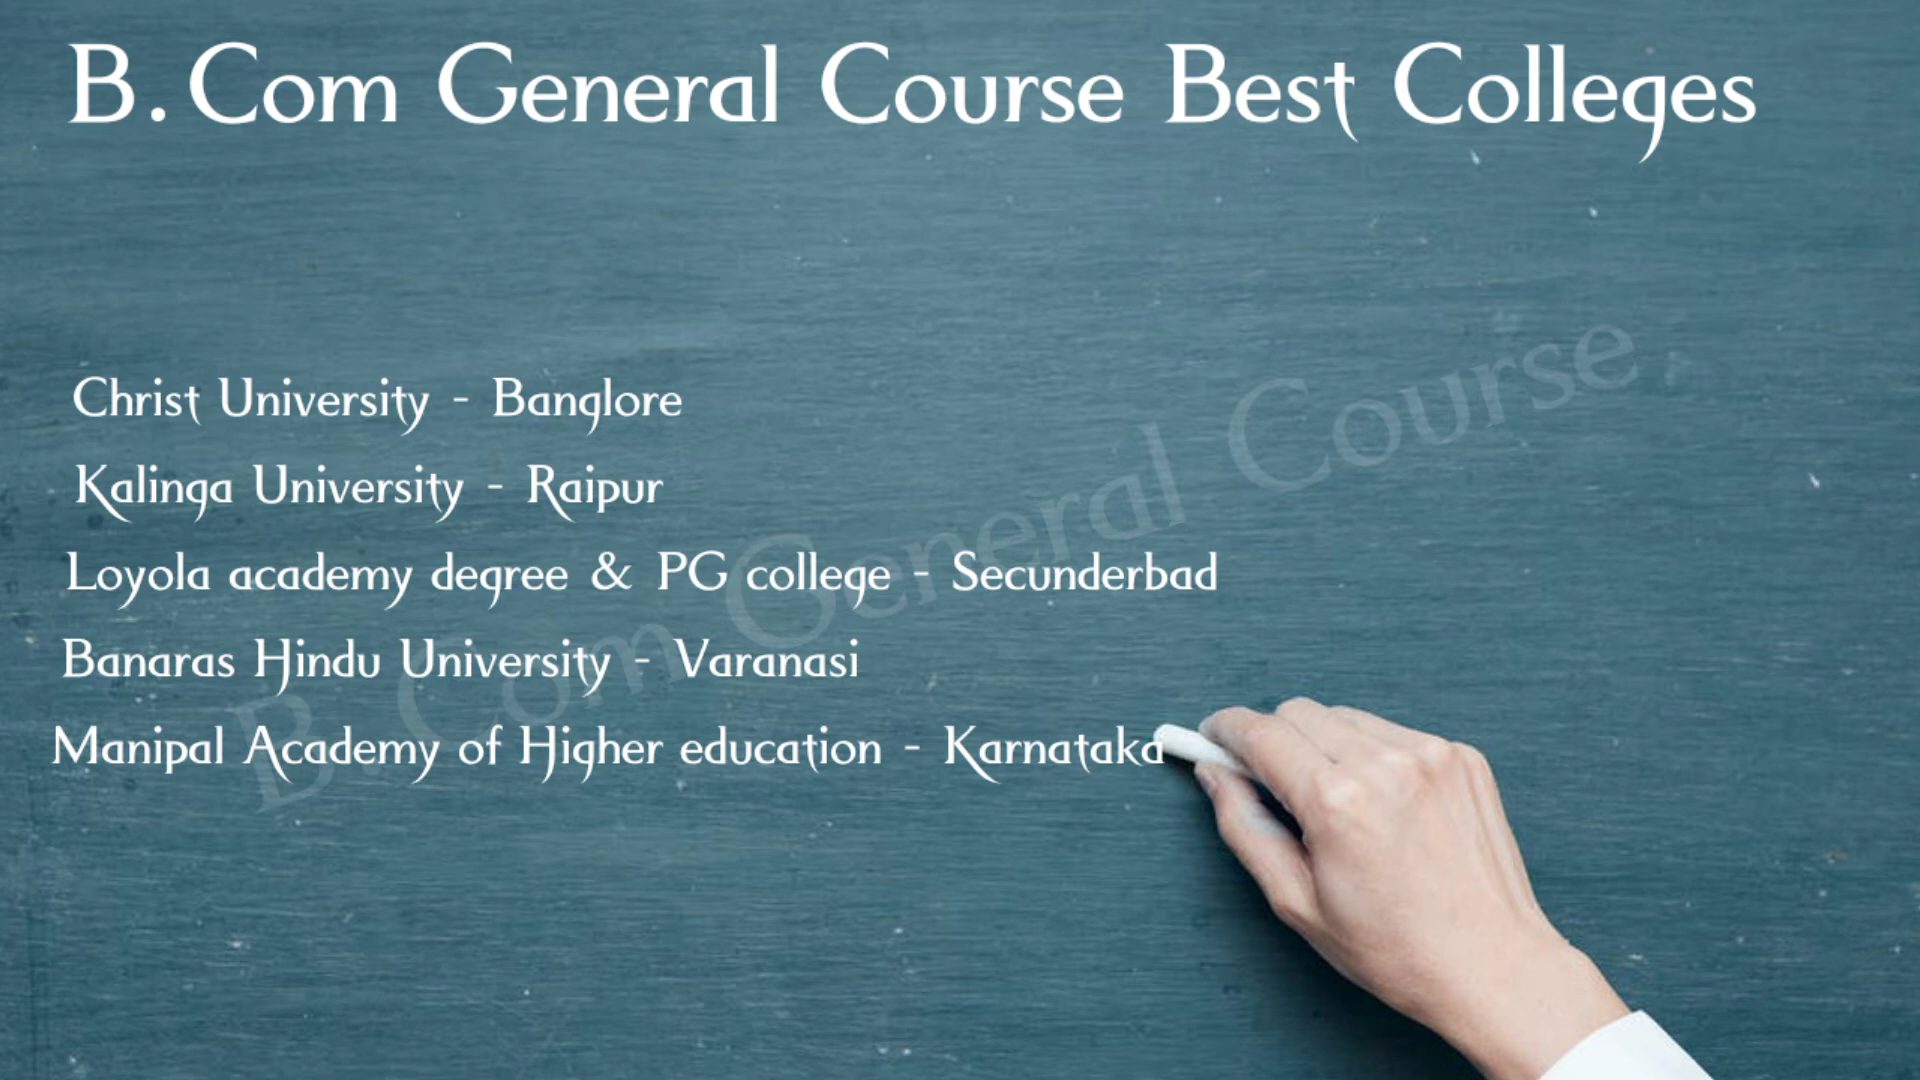 B.Com General Course Best Colleges
Christ University - Banglore
Kalinga University - Raipur
Loyola academy degree & PG college - Secunderbad
Banaras Hindu University - Varanasi
Manipal Academy of Higher education - Karnataka
B.Com General Course